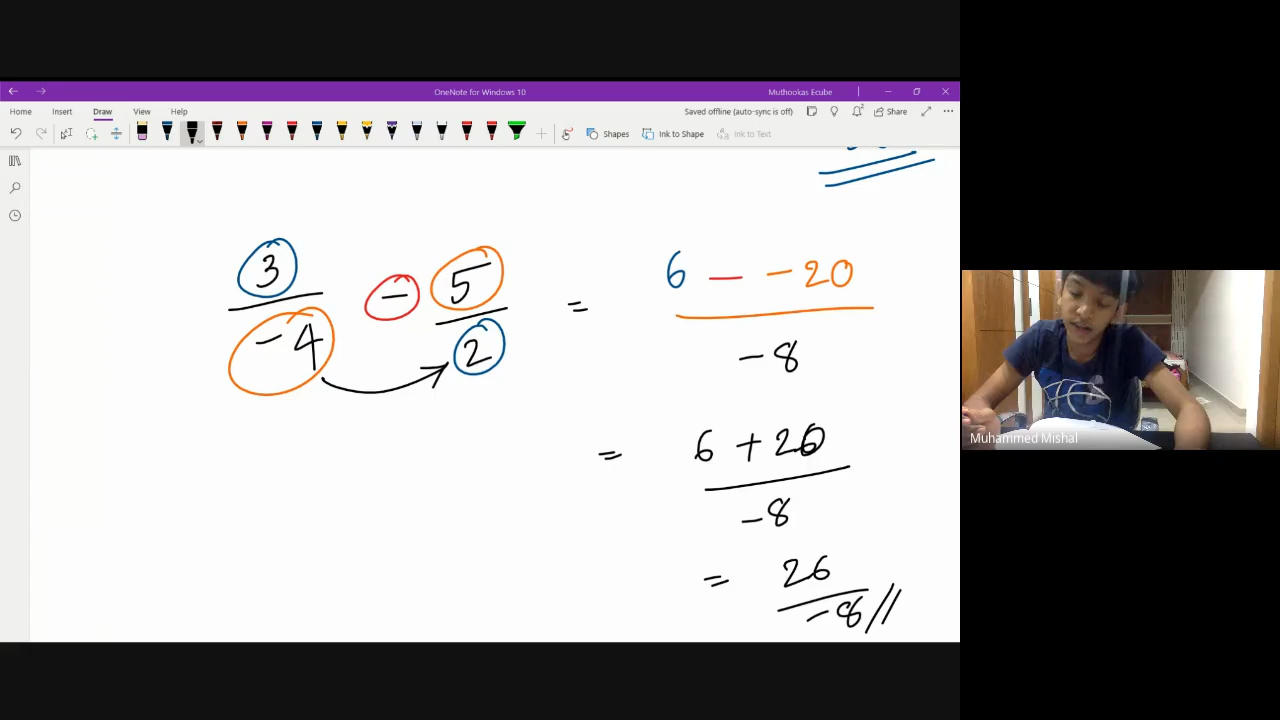 OneNote for Windows 10
Muthookas Ecube
Home Insert Draw View Help
Saved offline (auto-sync is off)
Share
Shapes
Ink to Shape
Ink to Text
3/-4 - 5/2 = 6 - -20/-8
= 6 + 20/-8
= 26/-8 //
Muhammed Mishal